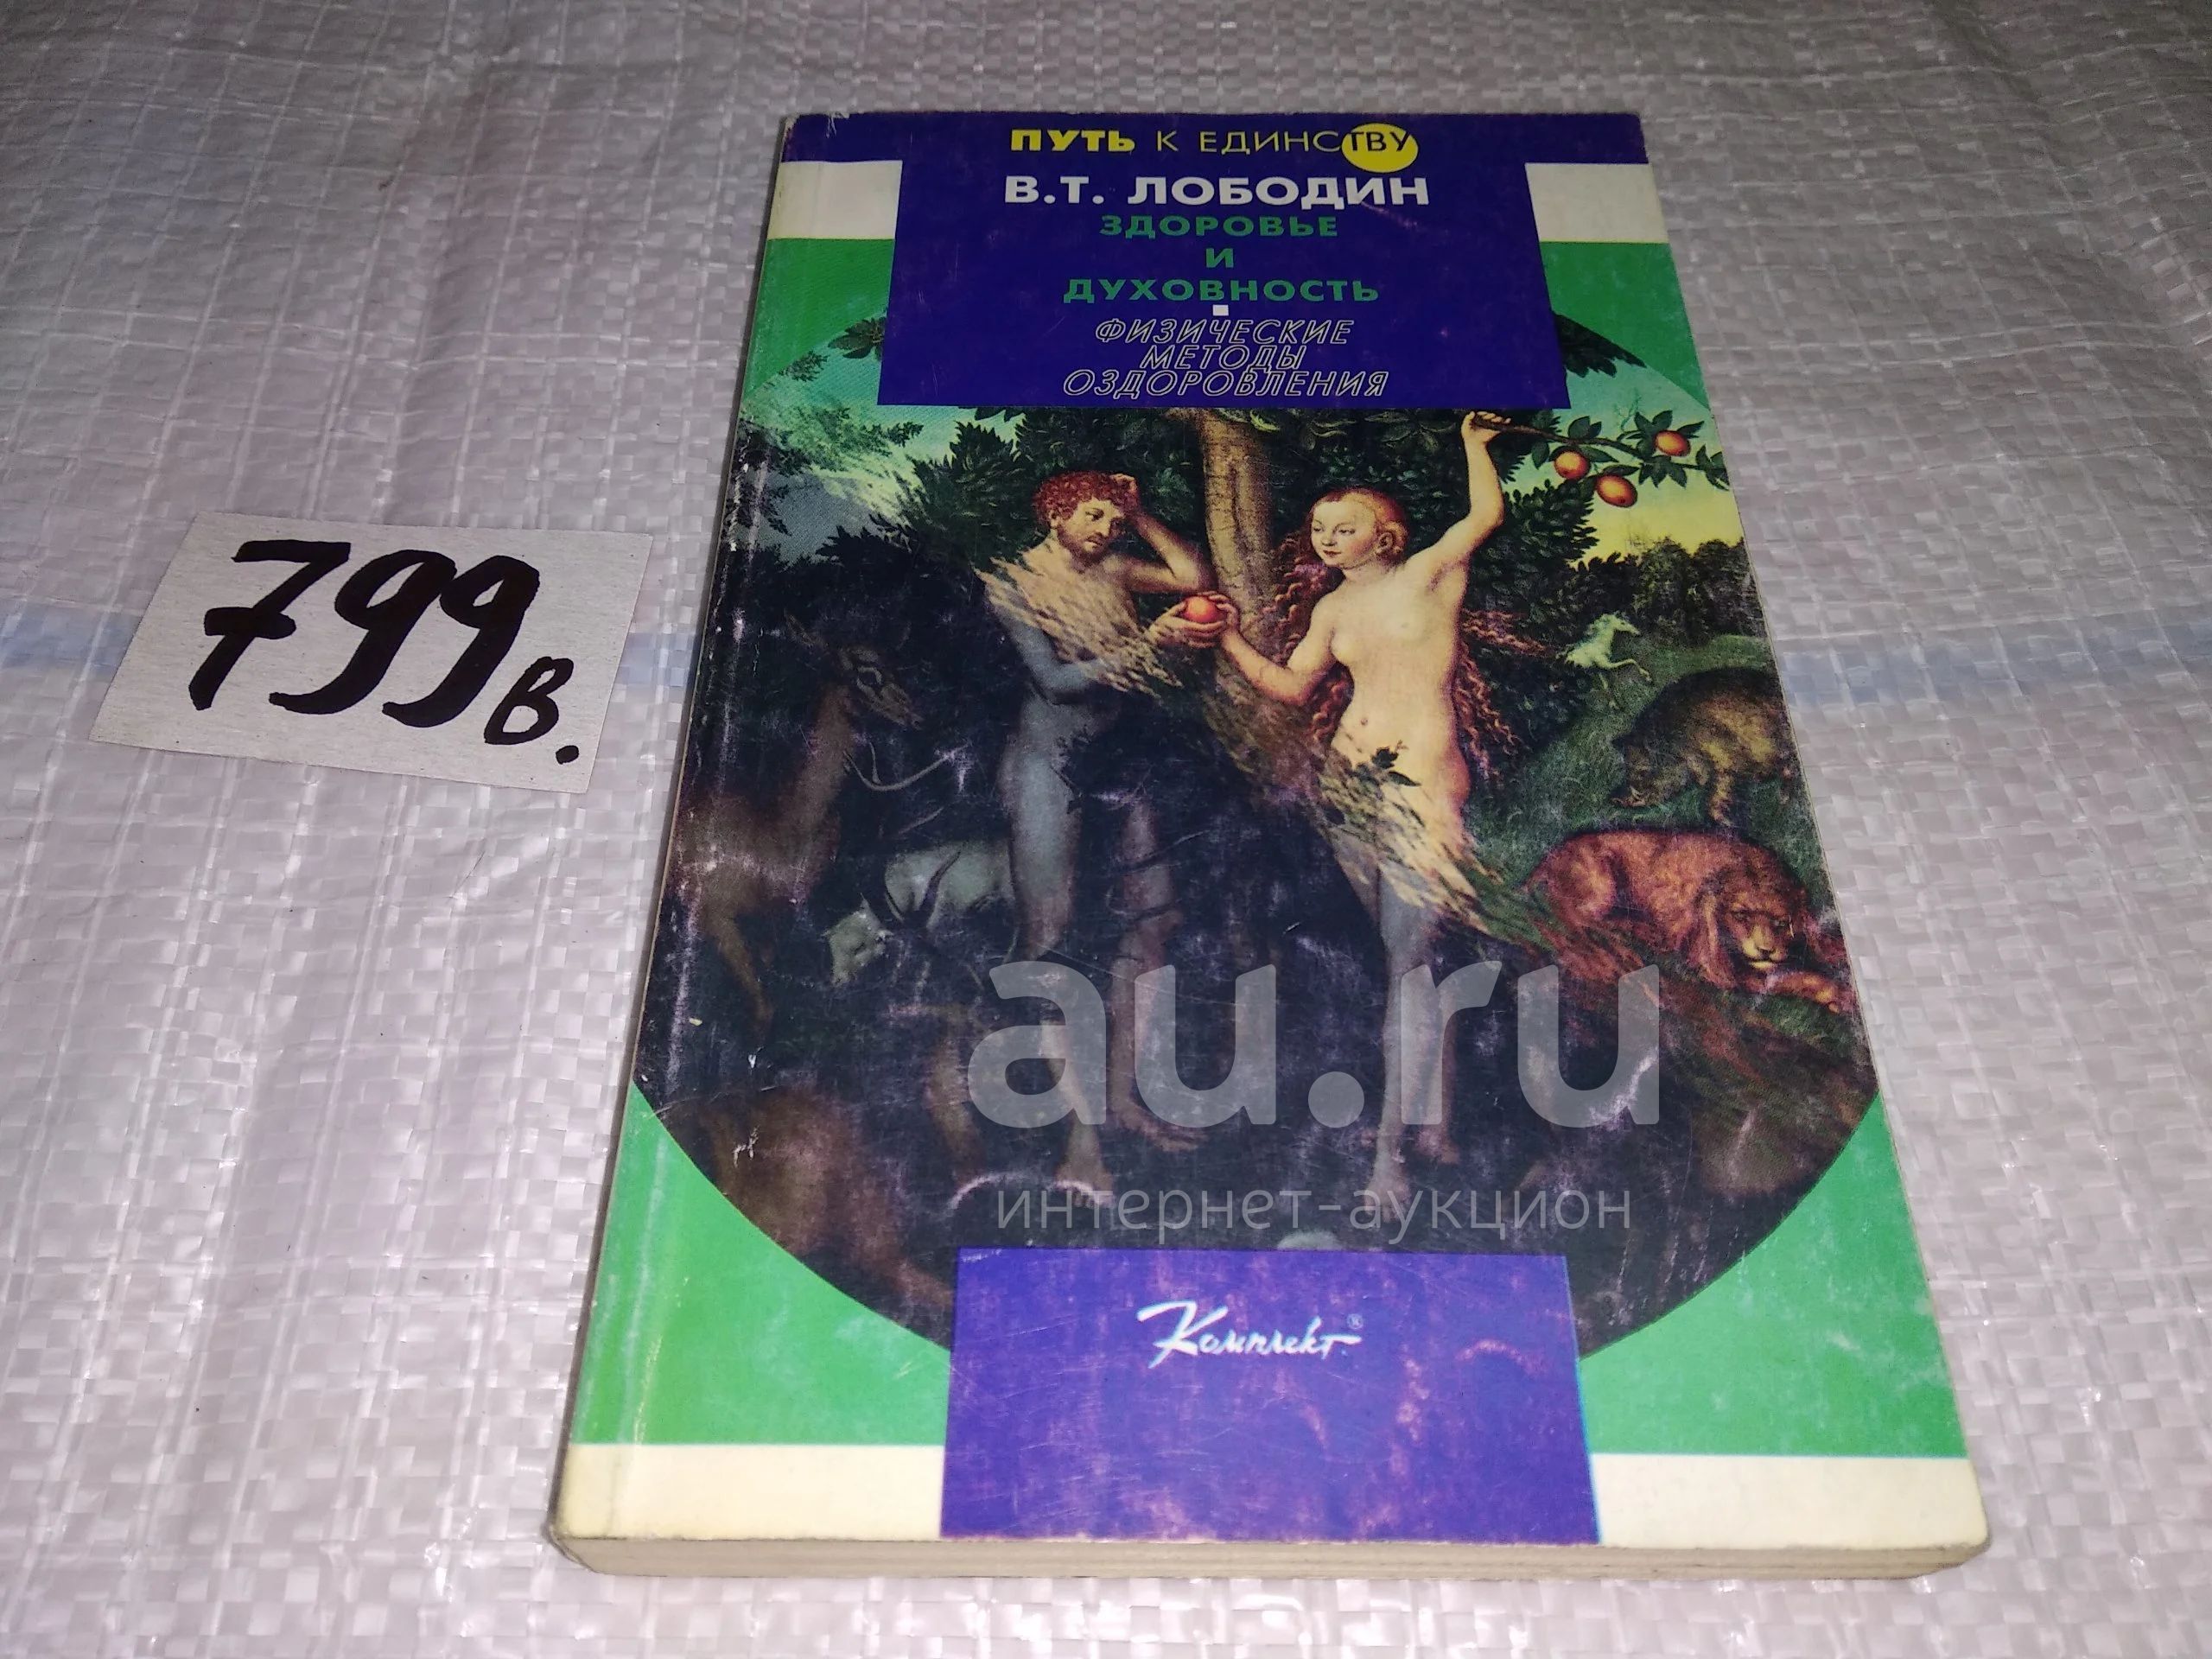 ПУТЬ К ЕДИНСТВУ
В.Т. ЛОБОДИН
ЗДОРОВЬЕ
И
ДУХОВНОСТЬ
ФИЗИЧЕСКИЕ
МЕТОДЫ
ОЗДОРОВЛЕНИЯ
799в.
au.ru
интернет-аукцион
Комплект ®